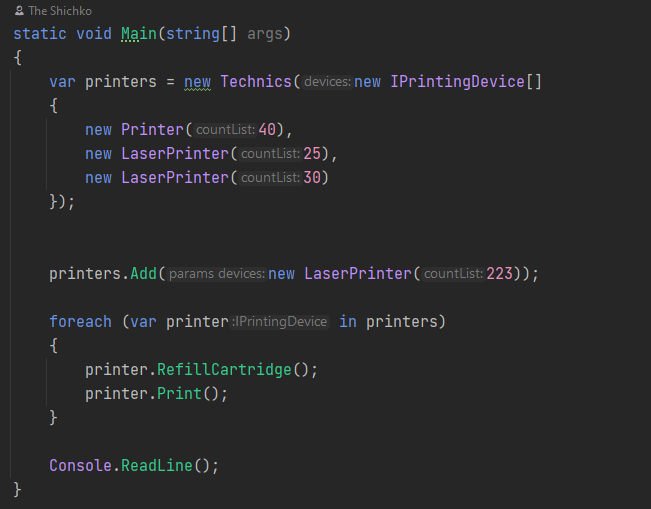 The Shichko
static void Main(string[] args)
{
var printers = new Technics(devices:new IPrintingDevice[]
{
new Printer(countList:40),
new LaserPrinter(countList:25),
new LaserPrinter(countList:30)
});
printers.Add(params devices:new LaserPrinter(countList:223));
foreach (var printer:IPrintingDevice in printers)
{
printer.RefillCartridge();
printer.Print();
}
Console.ReadLine();
}